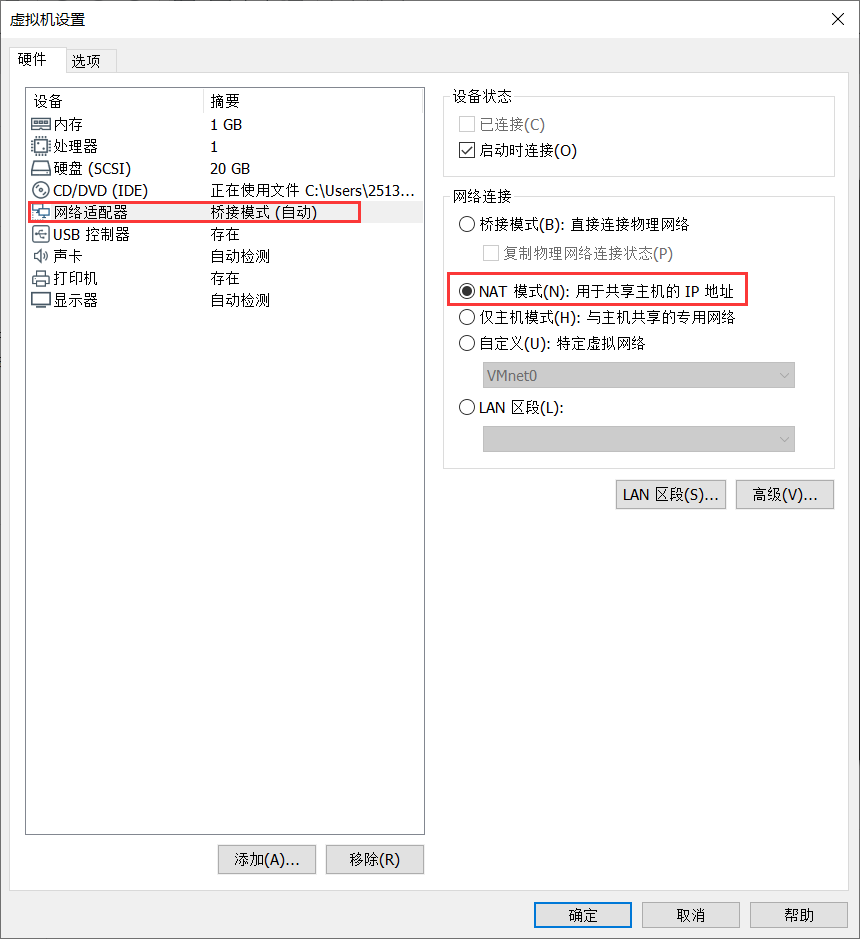 虚拟机设置
硬件 选项
设备 摘要
内存 1 GB
处理器 1
硬盘 (SCSI) 20 GB
CD/DVD (IDE) 正在使用文件 C:\Users\2513...
网络适配器 桥接模式 (自动)
USB 控制器 存在
声卡 自动检测
打印机 存在
显示器 自动检测
添加(A)... 移除(R)
设备状态
已连接(C)
启动时连接(O)
网络连接
桥接模式(B): 直接连接物理网络
复制物理网络连接状态(P)
NAT 模式(N): 用于共享主机的 IP 地址
仅主机模式(H): 与主机共享的专用网络
自定义(U): 特定虚拟网络
VMnet0
LAN 区段(L):
LAN 区段(S)... 高级(V)...
确定 取消 帮助